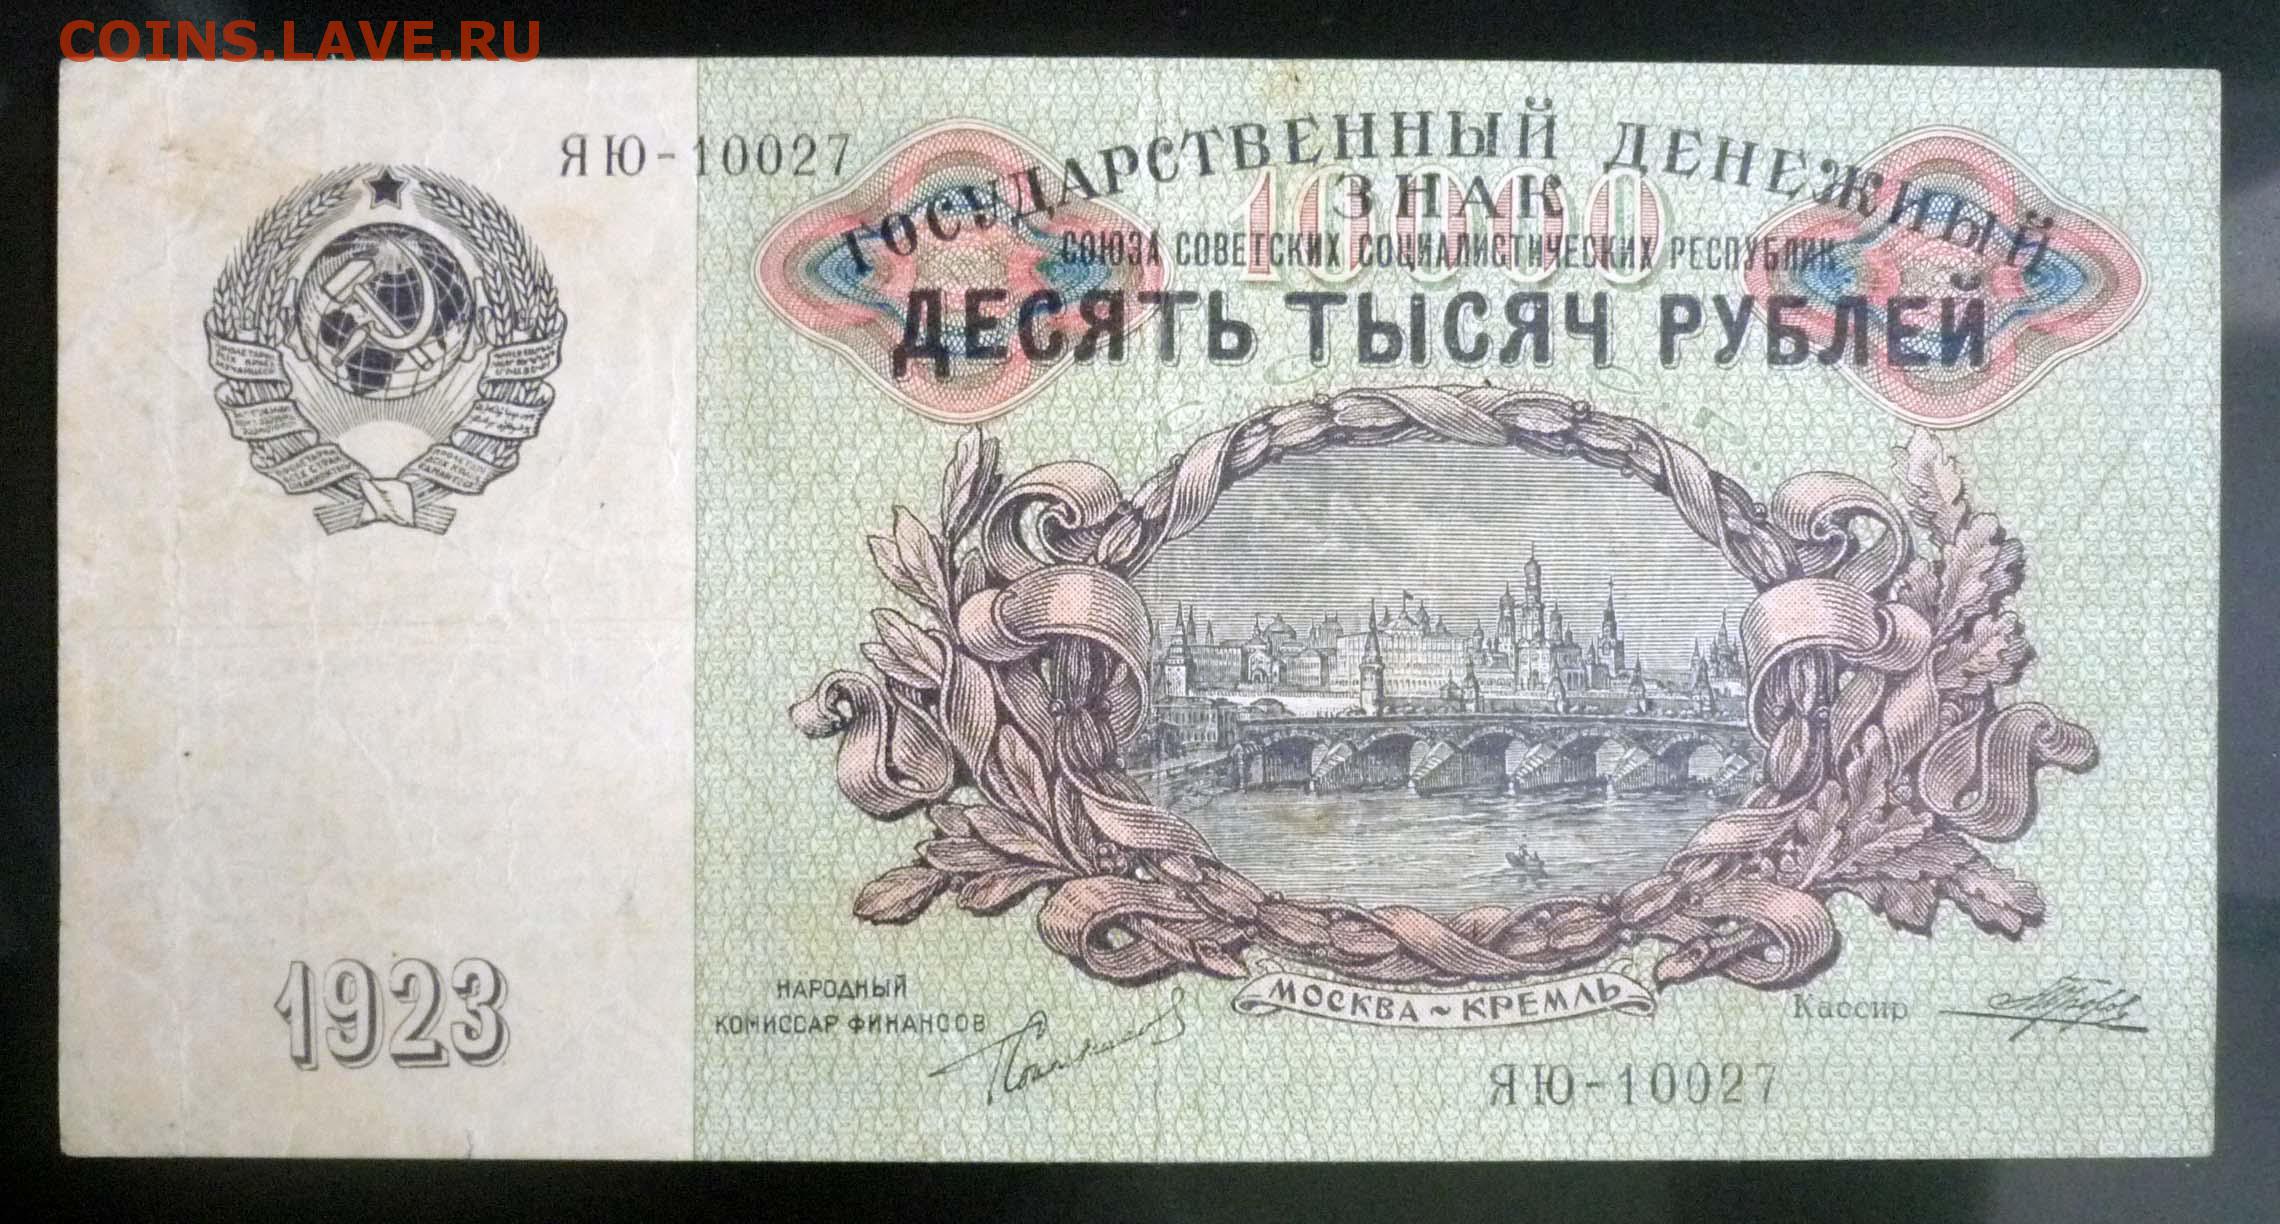 COINS.LAVE.RU
ЯЮ-10027
ГОСУДАРСТВЕННЫЙ ДЕНЕЖНЫЙ
10000
ЗНАК
СОЮЗА СОВЕТСКИХ СОЦИАЛИСТИЧЕСКИХ РЕСПУБЛИК
ДЕСЯТЬ ТЫСЯЧ РУБЛЕЙ
1923
НАРОДНЫЙ
КОМИССАР ФИНАНСОВ
МОСКВА ~ КРЕМЛЬ
Кассир
ЯЮ-10027